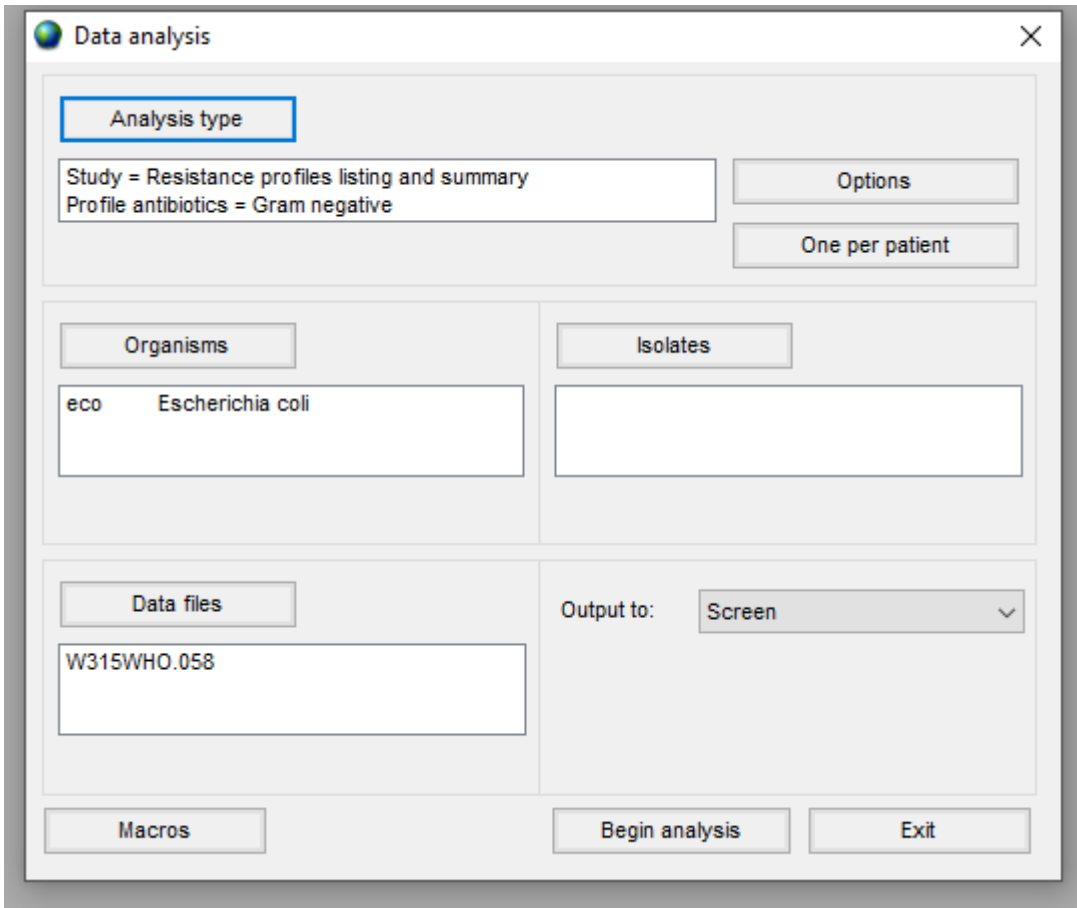 Data analysis
Analysis type
Study = Resistance profiles listing and summary
Profile antibiotics = Gram negative
Options
One per patient
Organisms
eco Escherichia coli
Isolates
Data files
W315WHO.058
Output to: Screen
Macros
Begin analysis
Exit